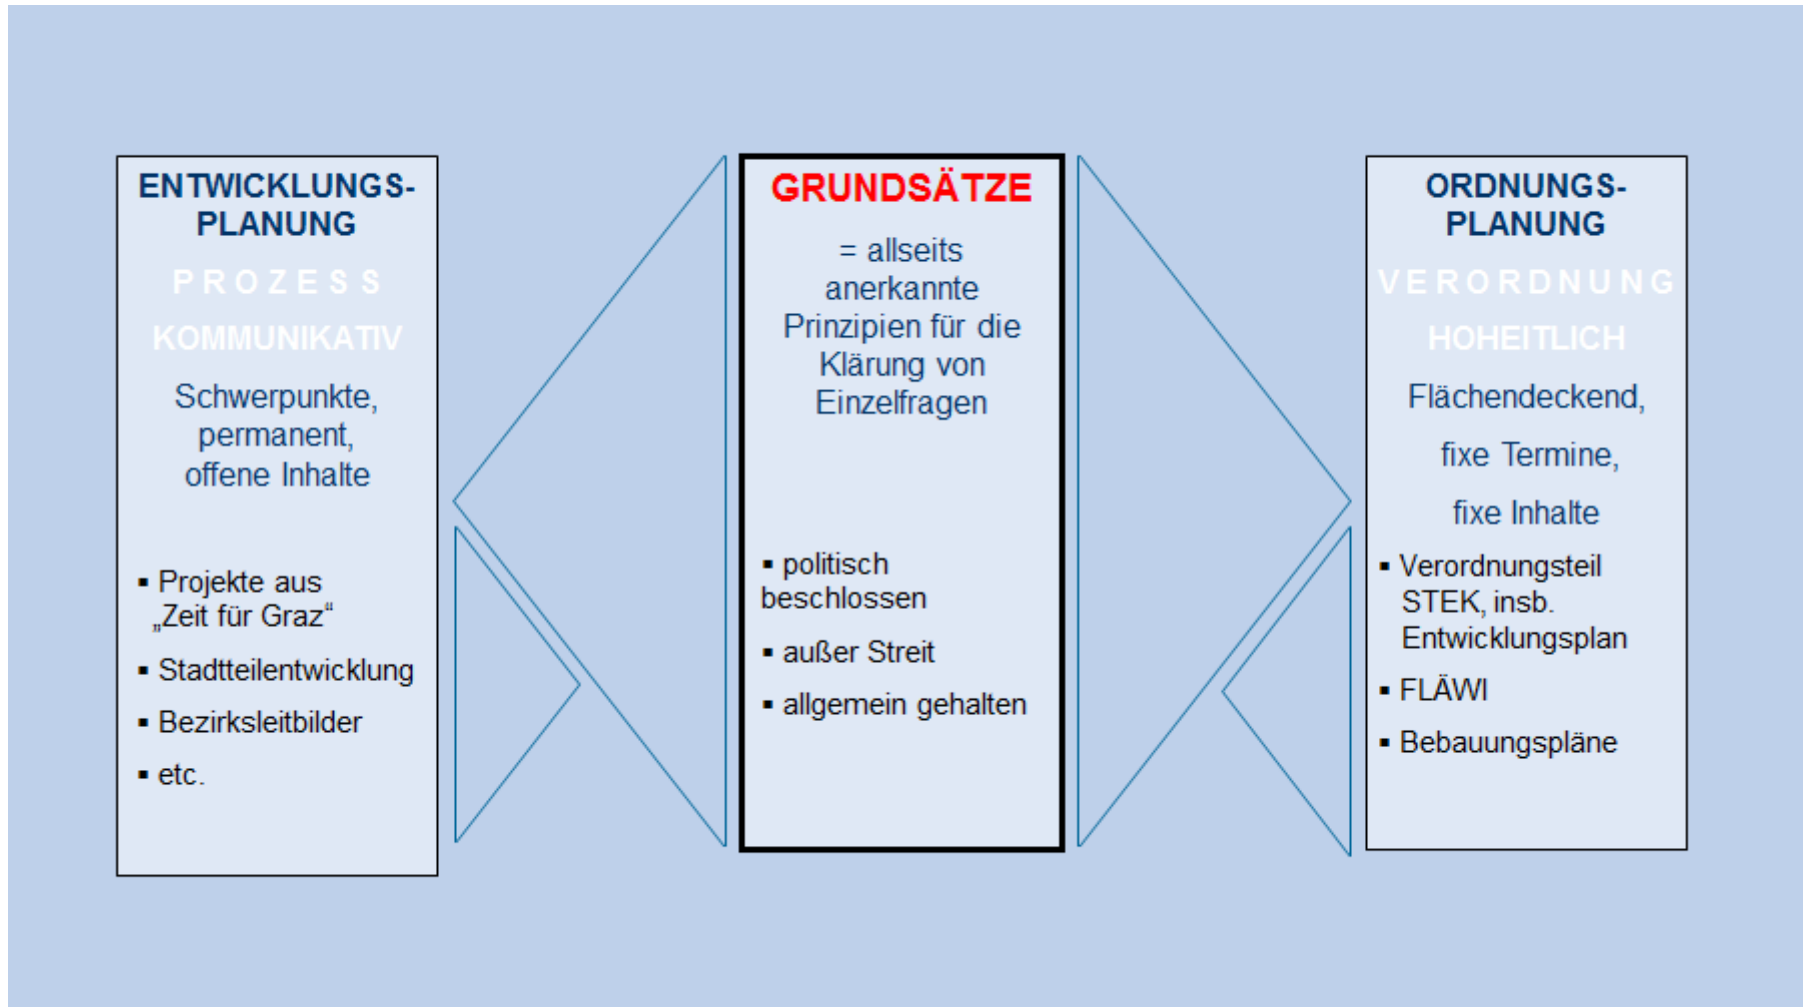 ENTWICKLUNGS-
PLANUNG
PROZESS
KOMMUNIKATIV
Schwerpunkte,
permanent,
offene Inhalte
▪ Projekte aus
„Zeit für Graz“
▪ Stadtteilentwicklung
▪ Bezirksleitbilder
▪ etc.
GRUNDSÄTZE
= allseits
anerkannte
Prinzipien für die
Klärung von
Einzelfragen
▪ politisch
beschlossen
▪ außer Streit
▪ allgemein gehalten
ORDNUNGS-
PLANUNG
VERORDNUNG
HOHEITLICH
Flächendeckend,
fixe Termine,
fixe Inhalte
▪ Verordnungsteil
STEK, insb.
Entwicklungsplan
▪ FLÄWI
▪ Bebauungspläne